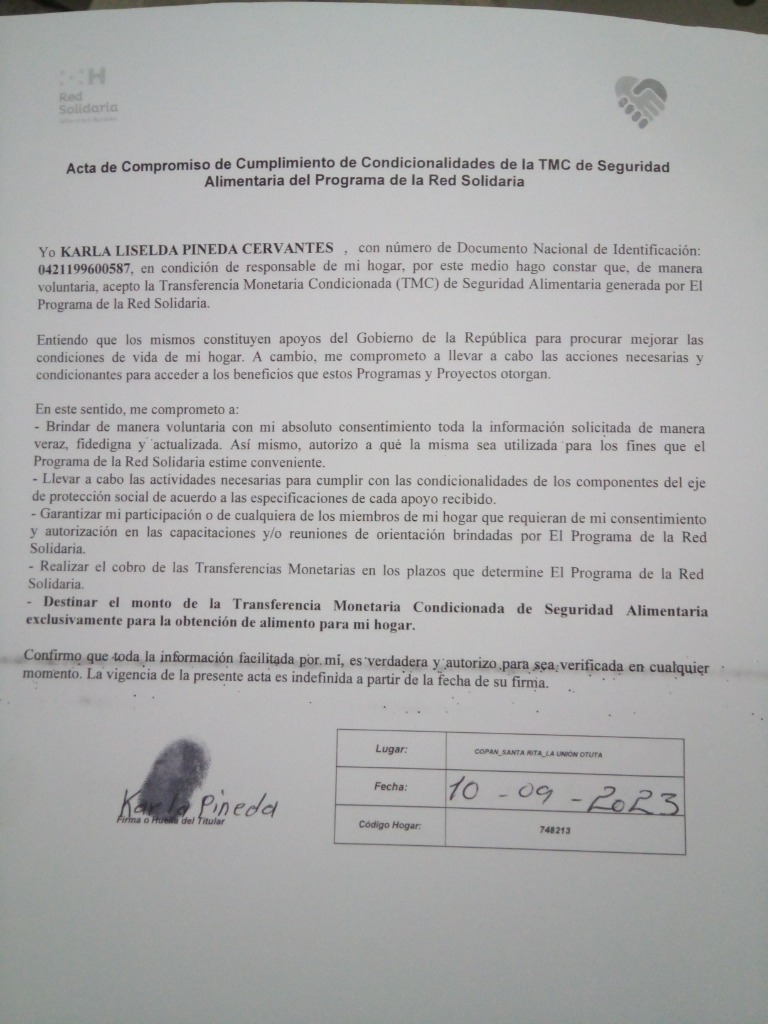 Red
Solidaria
Acta de Compromiso de Cumplimiento de Condicionalidades de la TMC de Seguridad
Alimentaria del Programa de la Red Solidaria
Yo KARLA LISELDA PINEDA CERVANTES , con número de Documento Nacional de Identificación:
0421199600587, en condición de responsable de mi hogar, por este medio hago constar que, de manera
voluntaria, acepto la Transferencia Monetaria Condicionada (TMC) de Seguridad Alimentaria generada por El
Programa de la Red Solidaria.
Entiendo que los mismos constituyen apoyos del Gobierno de la República para procurar mejorar las
condiciones de vida de mi hogar. A cambio, me comprometo a llevar a cabo las acciones necesarias y
condicionantes para acceder a los beneficios que estos Programas y Proyectos otorgan.
En este sentido, me comprometo a:
- Brindar de manera voluntaria con mi absoluto consentimiento toda la información solicitada de manera
veraz, fidedigna y actualizada. Así mismo, autorizo a què la misma sea utilizada para los fines que el
Programa de la Red Solidaria estime conveniente.
- Llevar a cabo las actividades necesarias para cumplir con las condicionalidades de los componentes del eje
de protección social de acuerdo a las especificaciones de cada apoyo recibido.
- Garantizar mi participación o de cualquiera de los miembros de mi hogar que requieran de mi consentimiento
y autorización en las capacitaciones y/o reuniones de orientación brindadas por El Programa de la Red
Solidaria.
- Realizar el cobro de las Transferencias Monetarias en los plazos que determine El Programa de la Red
Solidaria.
- Destinar el monto de la Transferencia Monetaria Condicionada de Seguridad Alimentaria
exclusivamente para la obtención de alimento para mi hogar.
Confirmo que toda la información facilitada por mí, es verdadera y autorizo para sea verificada en cualquier
momento. La vigencia de la presente acta es indefinida a partir de la fecha de su firma.
Karla Pineda
Firma o Huella del Titular
Lugar: COPAN_SANTA RITA_LA UNIÓN OTUTA
Fecha: 10 - 09 - 2023
Código Hogar: 748213